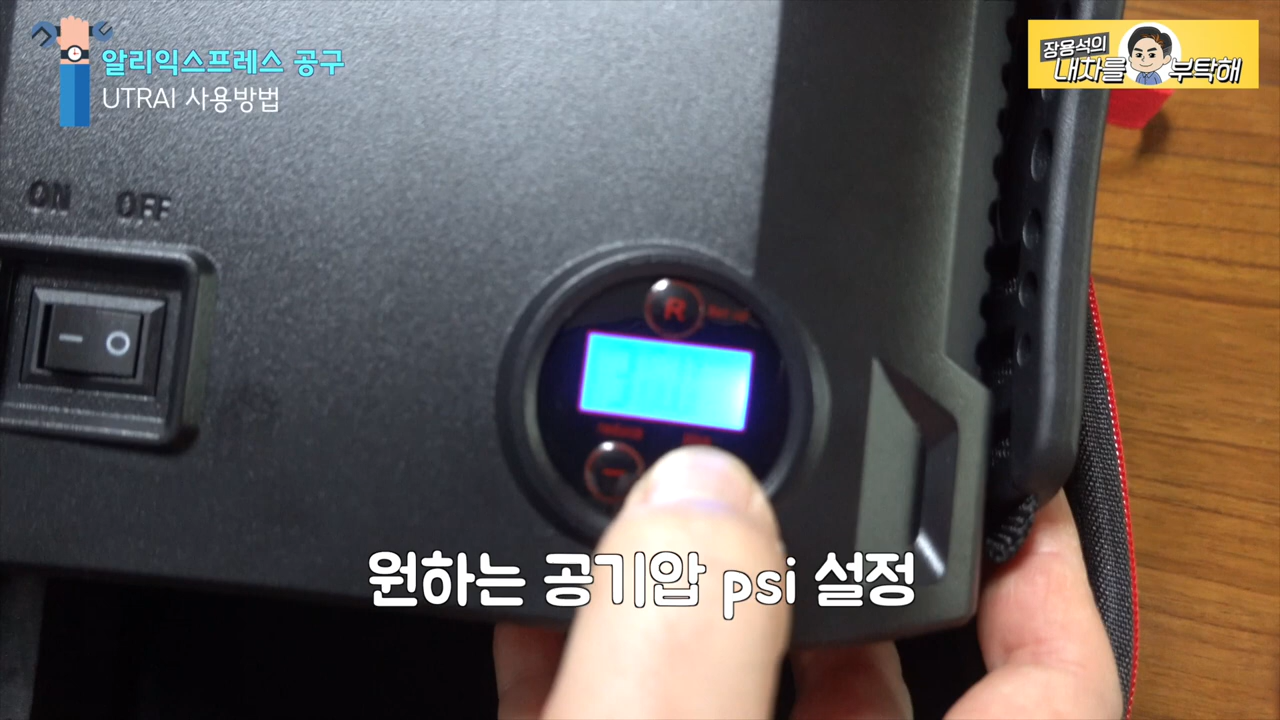 알리익스프레스 공구
UTRAI 사용방법
장용석의
내차를 부탁해
ON OFF
R
원하는 공기압 psi 설정